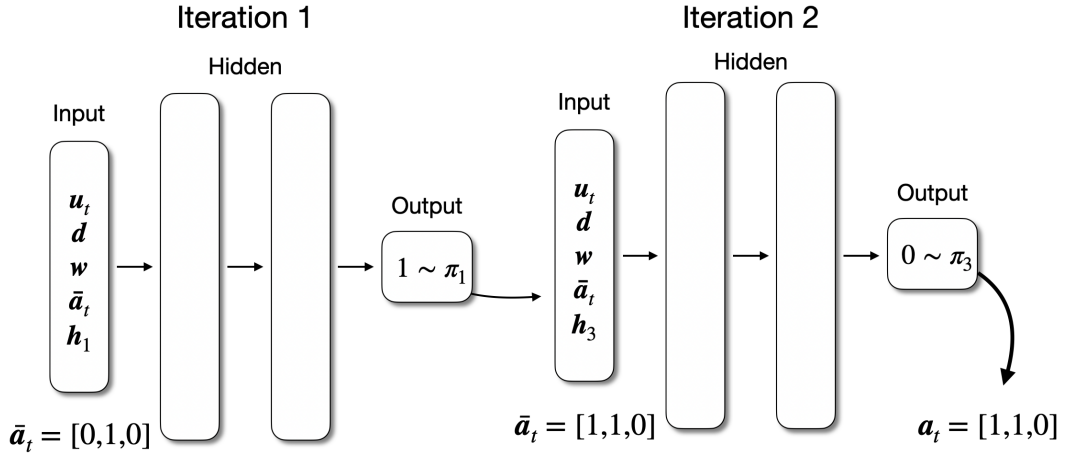 Iteration 1
Hidden
Input
u_t
d
w
ā_t
h_1
Output
1 ~ π_1
ā_t = [0,1,0]
Iteration 2
Hidden
Input
u_t
d
w
ā_t
h_3
Output
0 ~ π_3
ā_t = [1,1,0]
a_t = [1,1,0]